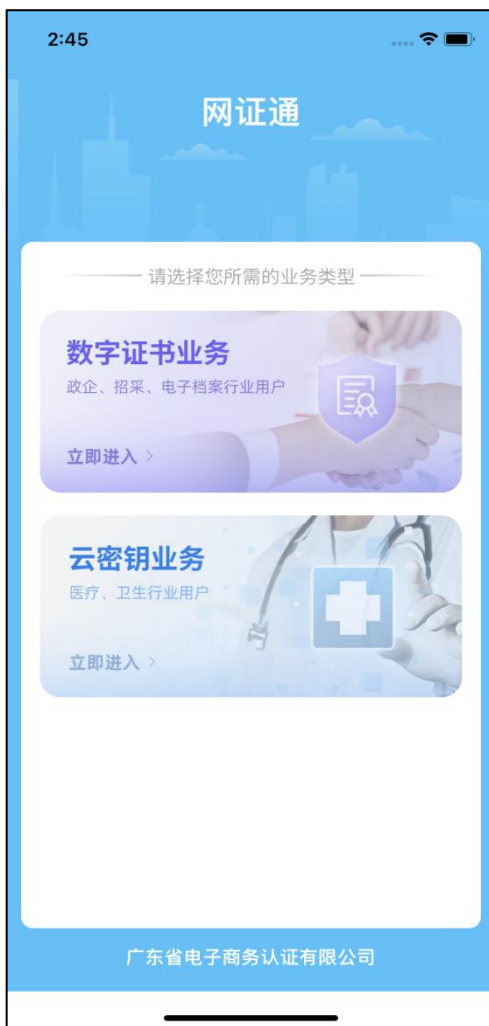 2:45
网证通
请选择您所需的业务类型
数字证书业务
政企、招采、电子档案行业用户
立即进入 >
云密钥业务
医疗、卫生行业用户
立即进入 >
广东省电子商务认证有限公司